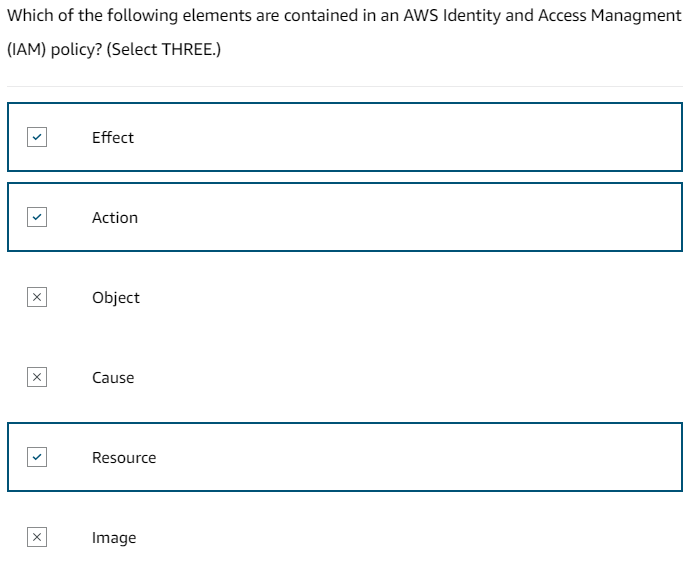 Which of the following elements are contained in an AWS Identity and Access Managment
(IAM) policy? (Select THREE.)
Effect
Action
Object
Cause
Resource
Image